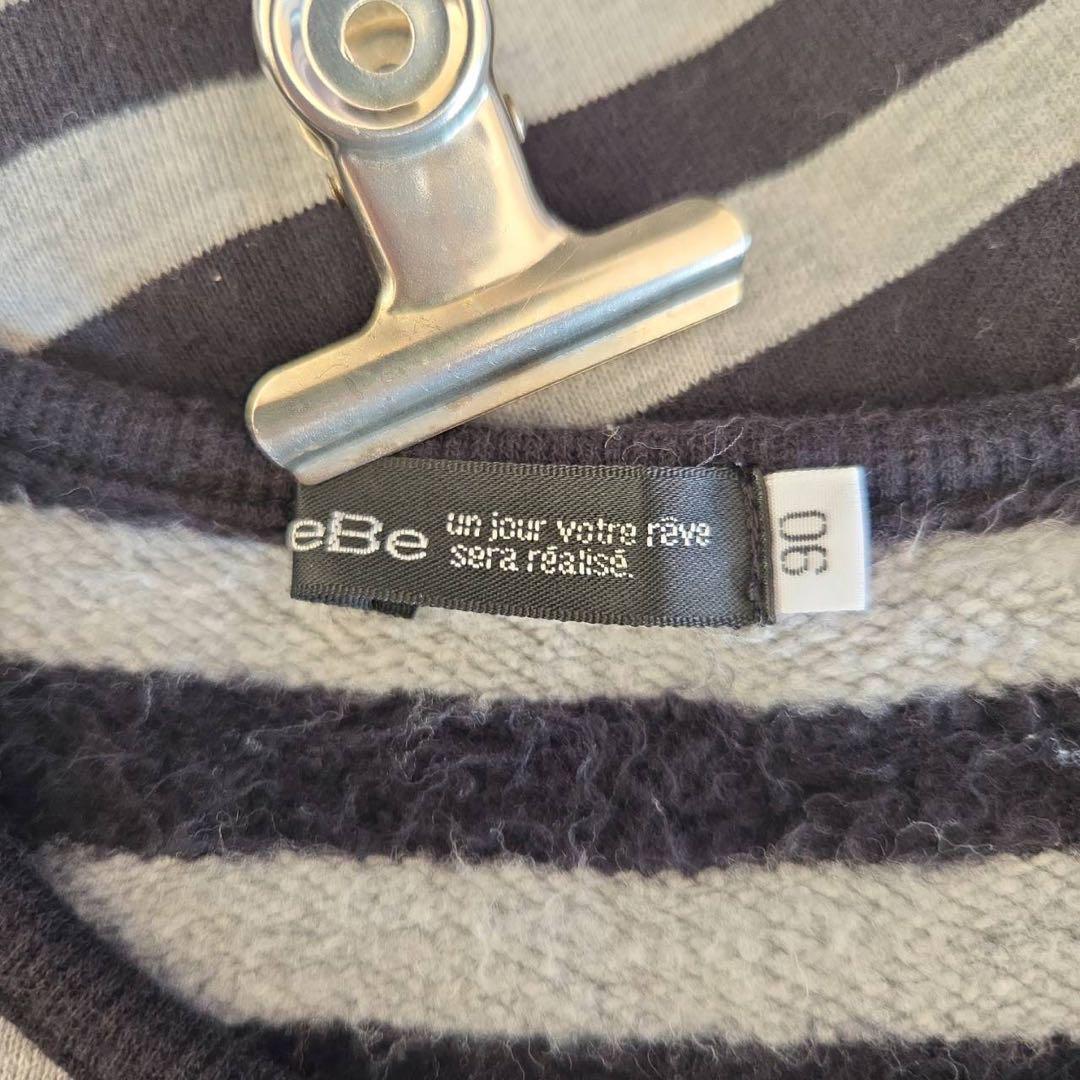 eBe
un jour votre rêve
sera réalisé.
90